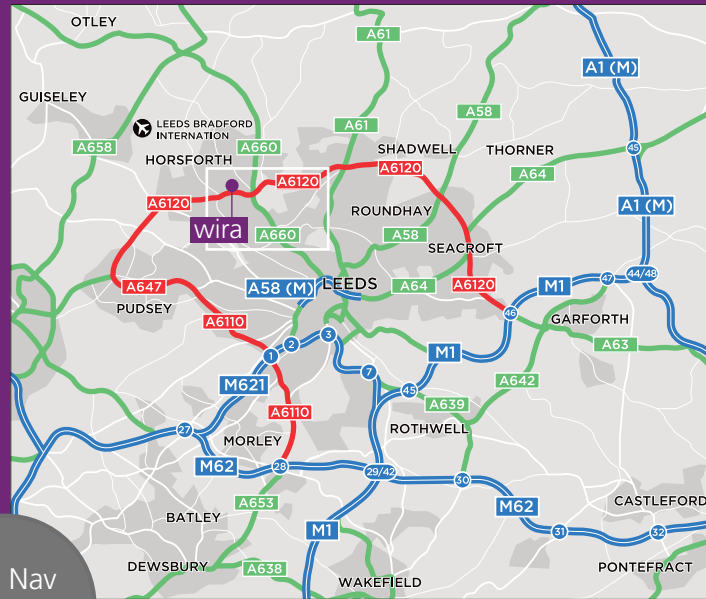 OTLEY
A61
A1 (M)
GUISELEY
A58
LEEDS BRADFORD
INTERNATION
A61
A658
A660
SHADWELL
THORNER
45
HORSFORTH
A6120
A6120
A64
A6120
ROUNDHAY
A1 (M)
wira
A660
A58
SEACROFT
A647
A58 (M)
LEEDS
A64
A6120
M1
47
44/48
PUDSEY
A6110
46
GARFORTH
3
2
1
M1
A63
M621
7
45
A642
A6110
A639
27
MORLEY
ROTHWELL
M62
28
29/42
30
A653
M62
CASTLEFORD
BATLEY
M1
31
32
DEWSBURY
A638
PONTEFRACT
Nav
WAKEFIELD